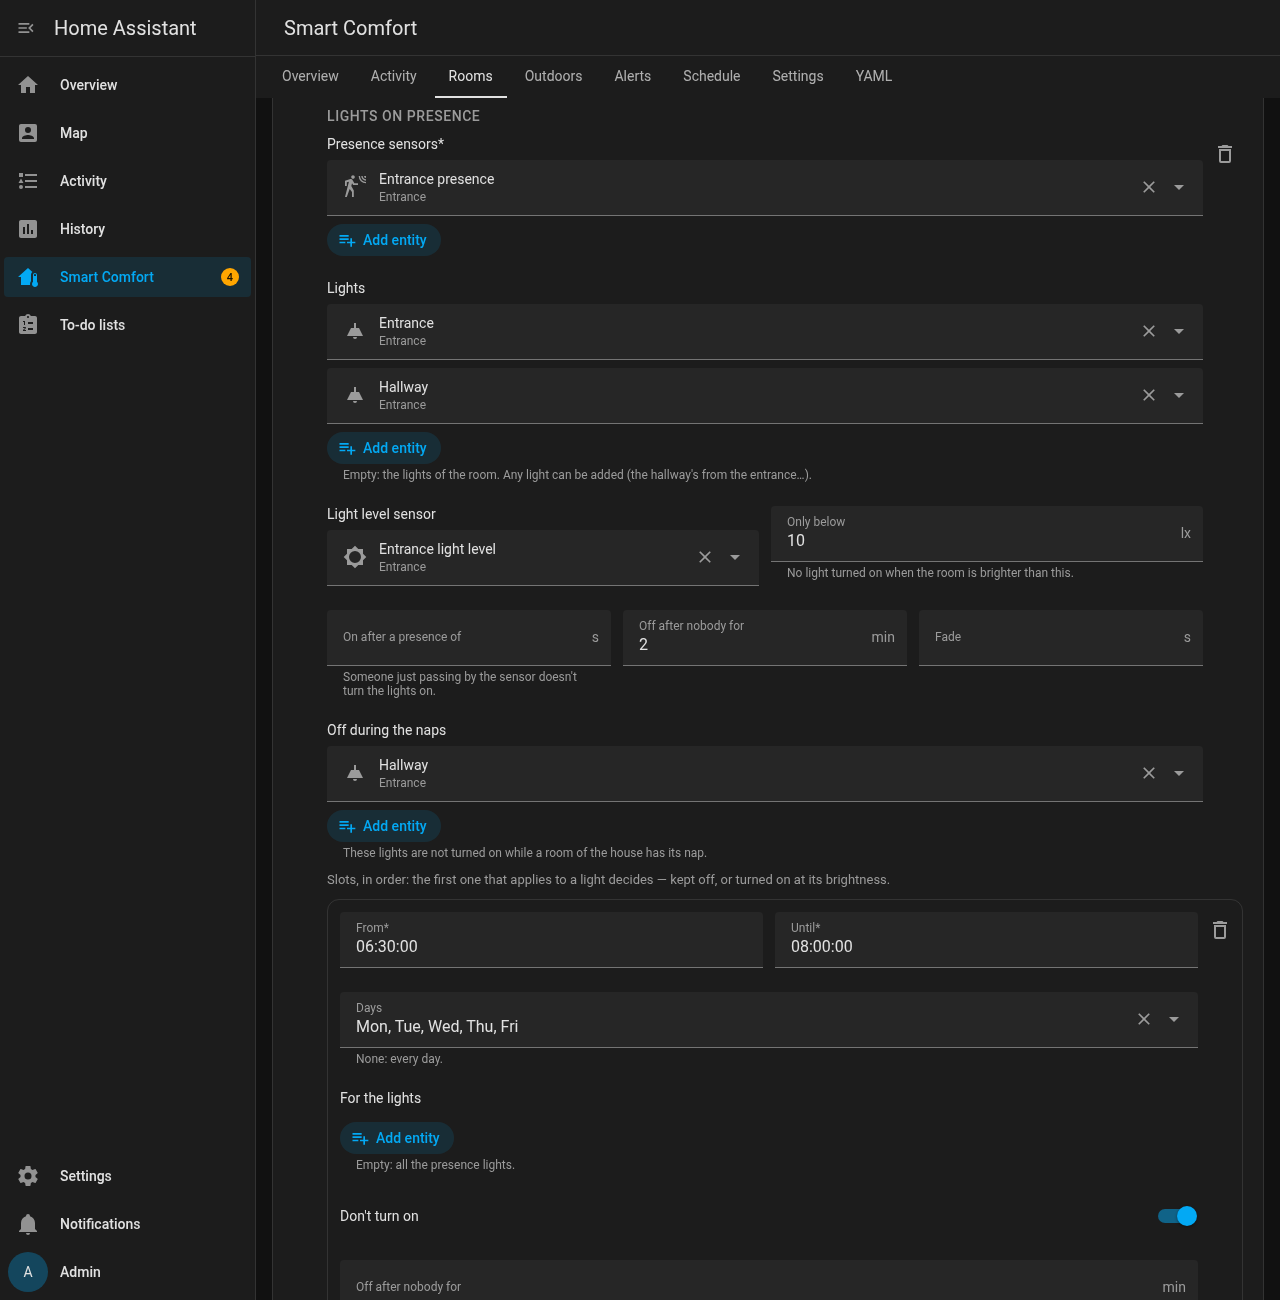 Home Assistant
Smart Comfort
Overview
Activity
Rooms
Outdoors
Alerts
Schedule
Settings
YAML
Overview
Map
Activity
History
Smart Comfort
4
To-do lists
Settings
Notifications
A
Admin
LIGHTS ON PRESENCE
Presence sensors*
Entrance presence
Entrance
Add entity
Lights
Entrance
Entrance
Hallway
Entrance
Add entity
Empty: the lights of the room. Any light can be added (the hallway's from the entrance…).
Light level sensor
Entrance light level
Entrance
Only below
10
lx
No light turned on when the room is brighter than this.
On after a presence of
s
Someone just passing by the sensor doesn't
turn the lights on.
Off after nobody for
2
min
Fade
s
Off during the naps
Hallway
Entrance
Add entity
These lights are not turned on while a room of the house has its nap.
Slots, in order: the first one that applies to a light decides — kept off, or turned on at its brightness.
From*
06:30:00
Until*
08:00:00
Days
Mon, Tue, Wed, Thu, Fri
None: every day.
For the lights
Add entity
Empty: all the presence lights.
Don't turn on
Off after nobody for
min